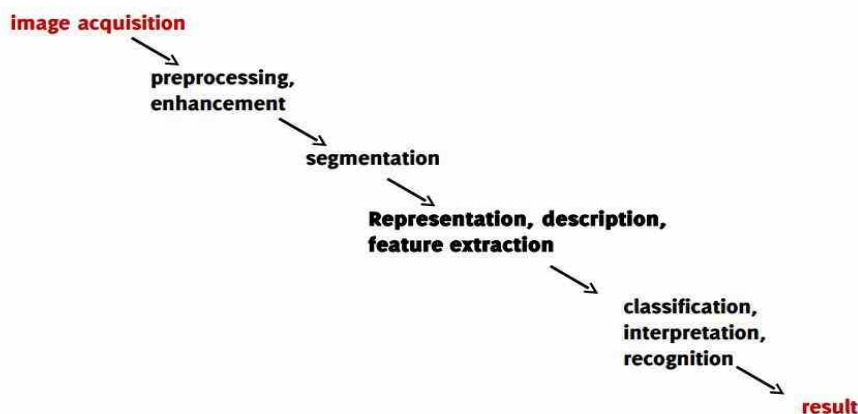 image acquisition
preprocessing,
enhancement
segmentation
Representation, description,
feature extraction
classification,
interpretation,
recognition
result